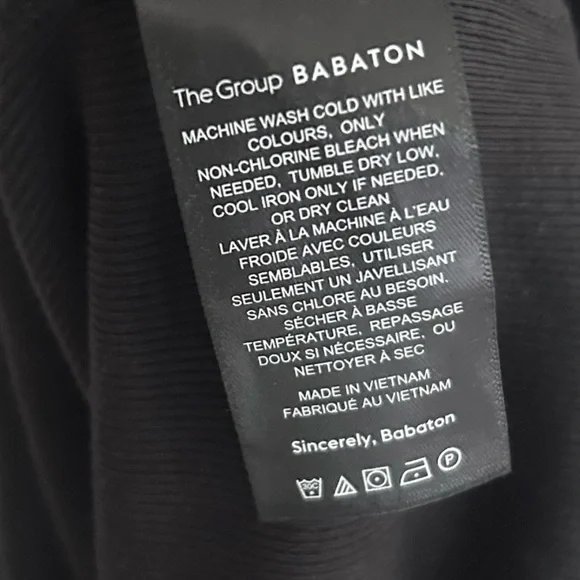 The Group BABATON
MACHINE WASH COLD WITH LIKE
COLOURS, ONLY
NON-CHLORINE BLEACH WHEN
NEEDED, TUMBLE DRY LOW,
COOL IRON ONLY IF NEEDED,
OR DRY CLEAN
LAVER À LA MACHINE À L'EAU
FROIDE AVEC COULEURS
SEMBLABLES, UTILISER
SEULEMENT UN JAVELLISANT
SANS CHLORE AU BESOIN.
SÉCHER À BASSE
TEMPÉRATURE, REPASSAGE
DOUX SI NÉCESSAIRE, OU
NETTOYER À SEC
MADE IN VIETNAM
FABRIQUÉ AU VIETNAM
Sincerely, Babaton
30C P